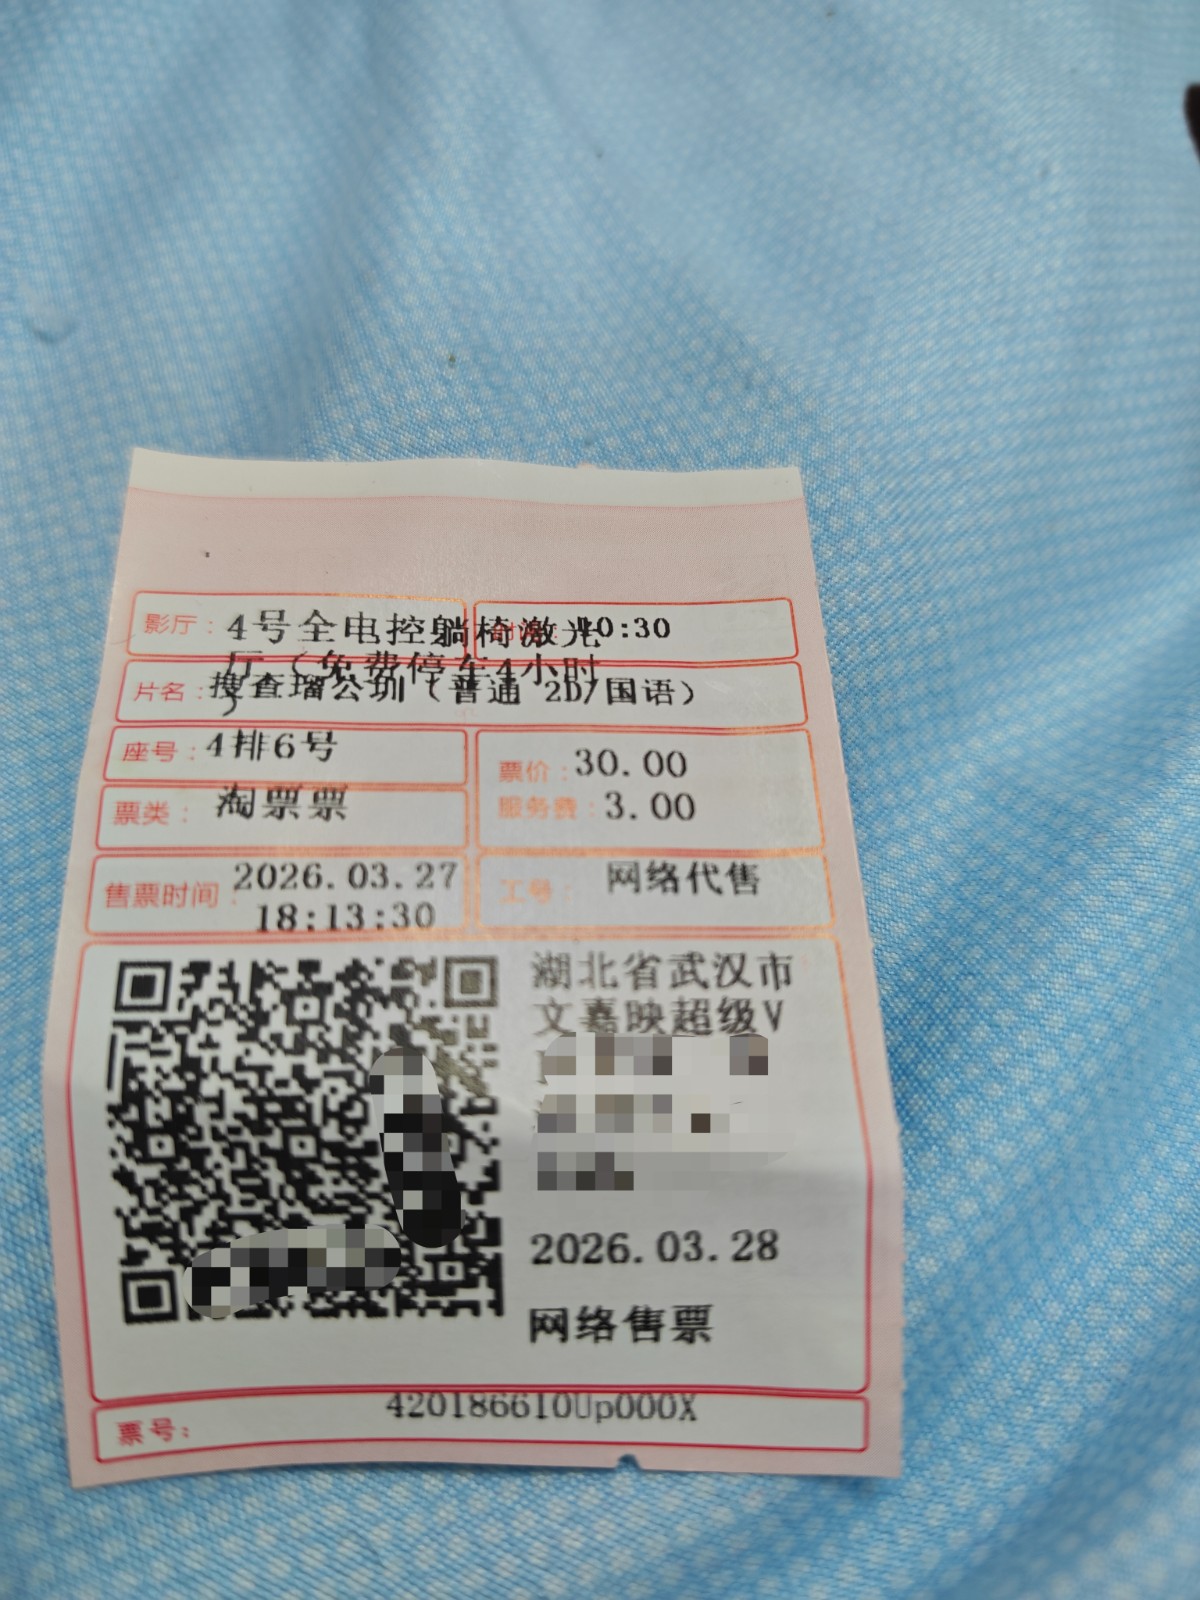 影厅：4号全电控躺椅激光
厅（免费停车4小时
）
时间：10:30
片名：搜查瑠公圳（普通 2D/国语）
座号：4排6号
票价：30.00
服务费：3.00
票类：淘票票
售票时间：2026.03.27
18:13:30
工号：网络代售
湖北省武汉市
文嘉映超级V
2026.03.28
网络售票
票号：420186610Up000X